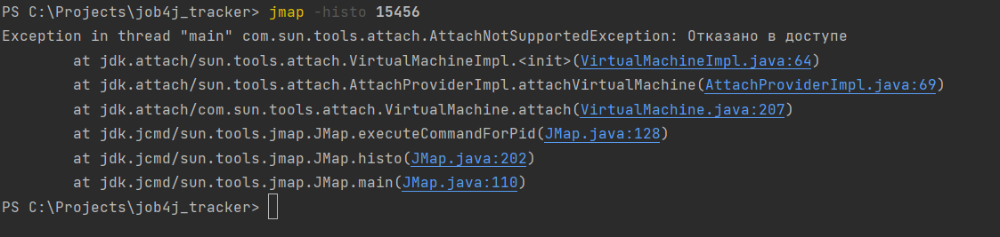 PS C:\Projects\job4j_tracker> jmap -histo 15456
Exception in thread "main" com.sun.tools.attach.AttachNotSupportedException: Отказано в доступе
        at jdk.attach/sun.tools.attach.VirtualMachineImpl.<init>(VirtualMachineImpl.java:64)
        at jdk.attach/sun.tools.attach.AttachProviderImpl.attachVirtualMachine(AttachProviderImpl.java:69)
        at jdk.attach/com.sun.tools.attach.VirtualMachine.attach(VirtualMachine.java:207)
        at jdk.jcmd/sun.tools.jmap.JMap.executeCommandForPid(JMap.java:128)
        at jdk.jcmd/sun.tools.jmap.JMap.histo(JMap.java:202)
        at jdk.jcmd/sun.tools.jmap.JMap.main(JMap.java:110)
PS C:\Projects\job4j_tracker>